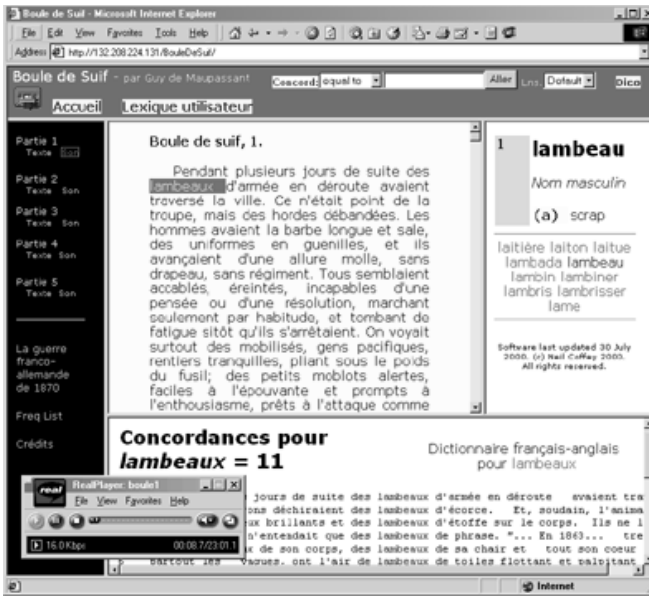 Boule de Suif - Microsoft Internet Explorer
File Edit View Favorites Tools Help
Address http://132.208.224.131/BouleDeSuif/
Boule de Suif - par Guy de Maupassant
Concord: equal to
Aller
Lns. Default
Dico
Accueil Lexique utilisateur
Partie 1
Texte Son
Partie 2
Texte Son
Partie 3
Texte Son
Partie 4
Texte Son
Partie 5
Texte Son
La guerre
franco-
allemande
de 1870
Freq List
Crédits
Boule de suif, 1.
Pendant plusieurs jours de suite des
lambeaux d'armée en déroute avaient
traversé la ville. Ce n'était point de la
troupe, mais des hordes débandées. Les
hommes avaient la barbe longue et sale,
des uniformes en guenilles, et ils
avançaient d'une allure molle, sans
drapeau, sans régiment. Tous semblaient
accablés, éreintés, incapables d'une
pensée ou d'une résolution, marchant
seulement par habitude, et tombant de
fatigue sitôt qu'ils s'arrêtaient. On voyait
surtout des mobilisés, gens pacifiques,
rentiers tranquilles, pliant sous le poids
du fusil; des petits moblots alertes,
faciles à l'épouvante et prompts à
l'enthousiasme, prêts à l'attaque comme
1
lambeau
Nom masculin
(a) scrap
laitière laiton laitue
lambada lambeau
lambin lambiner
lambris lambrisser
lame
Software last updated 30 July
2000. (c) Neil Coffey 2000.
All rights reserved.
Concordances pour
lambeaux = 11
Dictionnaire français-anglais
pour lambeaux
jours de suite des lambeaux d'armée en déroute avaient tra
ons déchiraient des lambeaux d'écorce. Et, soudain, l'anima
ux brillants et des lambeaux d'étoffe sur le corps. Ils ne l
n'entendait que des lambeaux de phrase. "... En 1863... tre
x de son corps, des lambeaux de sa chair et tout son coeur
partout les vagues, ont l'air de lambeaux de toiles flottant et palpitant
real
RealPlayer: boule1
File View Favorites Help
16.0 Kbps
00:08.7/23:01.1
Internet